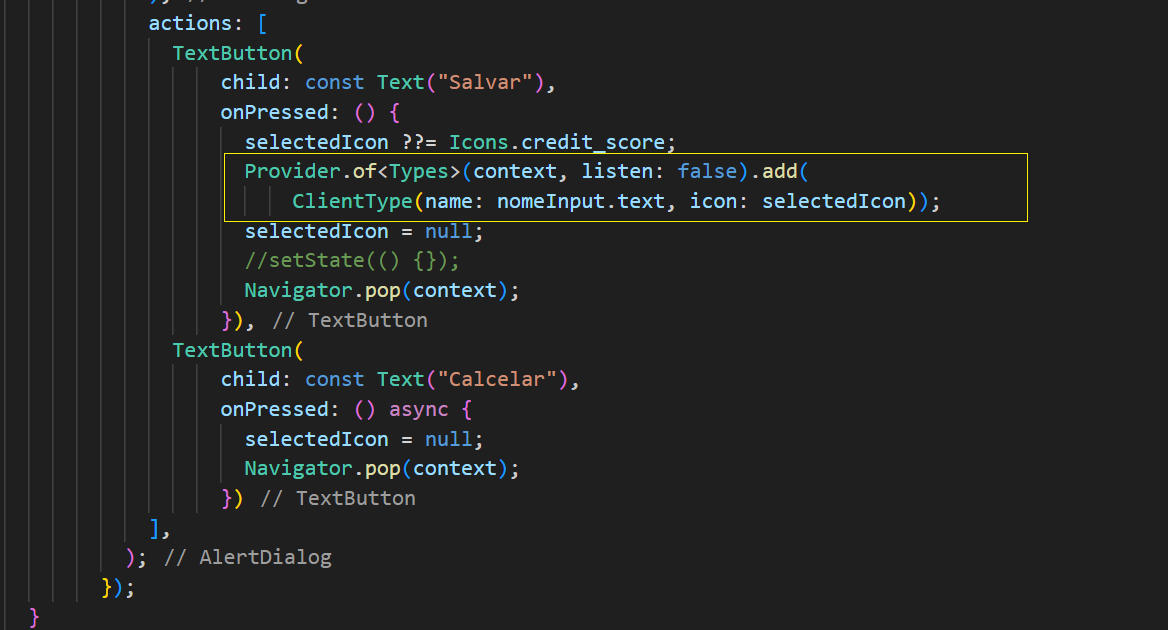 actions: [
TextButton(
child: const Text("Salvar"),
onPressed: () {
selectedIcon ??= Icons.credit_score;
Provider.of<Types>(context, listen: false).add(
ClientType(name: nomeInput.text, icon: selectedIcon));
selectedIcon = null;
//setState(() {});
Navigator.pop(context);
}), // TextButton
TextButton(
child: const Text("Calcelar"),
onPressed: () async {
selectedIcon = null;
Navigator.pop(context);
}) // TextButton
],
); // AlertDialog
});
}